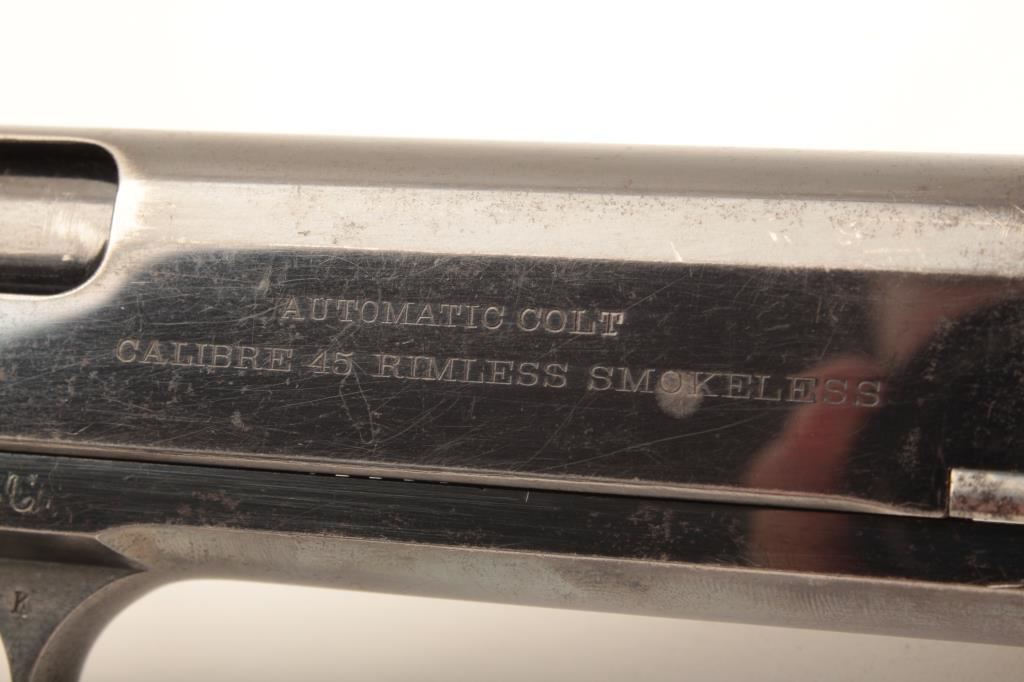 AUTOMATIC COLT
CALIBRE 45 RIMLESS SMOKELESS
K